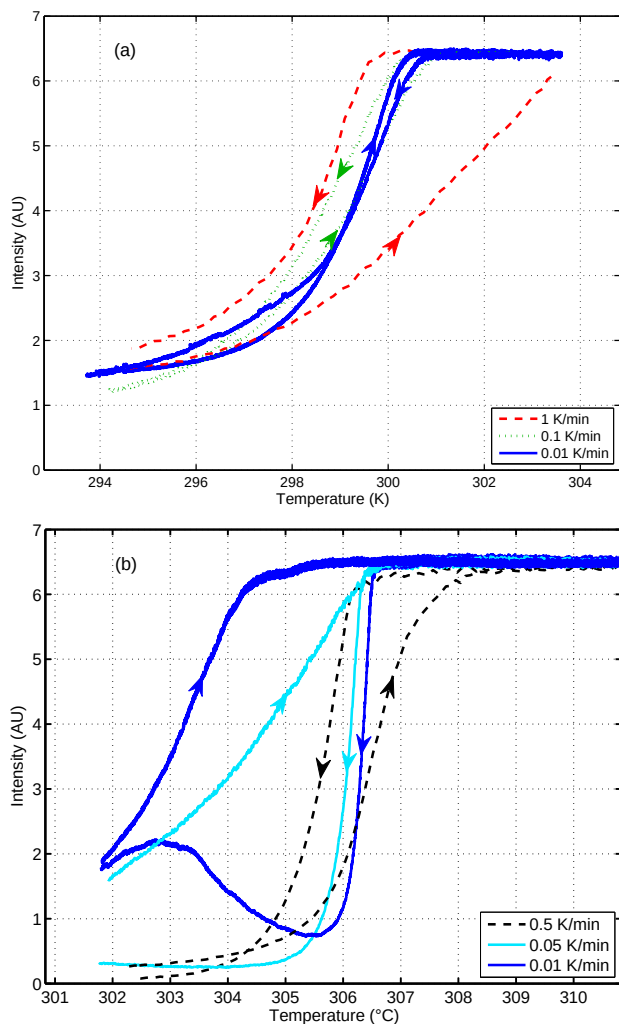 7
6
5
4
3
2
1
0
Intensity (AU)
(a)
294 296 298 300 302 304
Temperature (K)
1 K/min
0.1 K/min
0.01 K/min
7
6
5
4
3
2
1
0
Intensity (AU)
(b)
301 302 303 304 305 306 307 308 309 310
Temperature (°C)
0.5 K/min
0.05 K/min
0.01 K/min